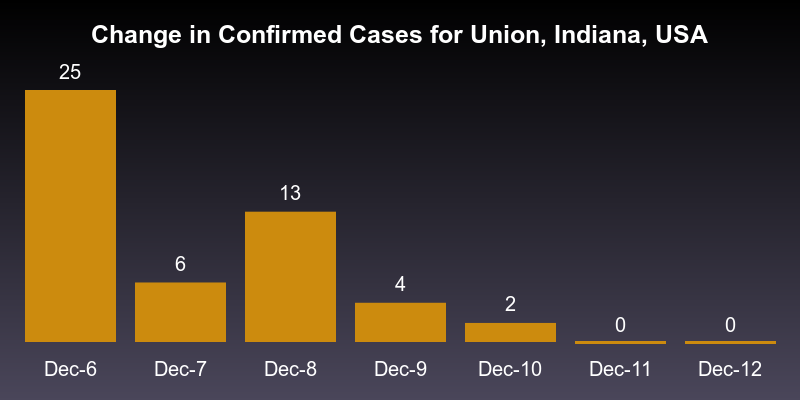 Change in Confirmed Cases for Union, Indiana, USA
25
6
13
4
2
0
0
Dec-6
Dec-7
Dec-8
Dec-9
Dec-10
Dec-11
Dec-12